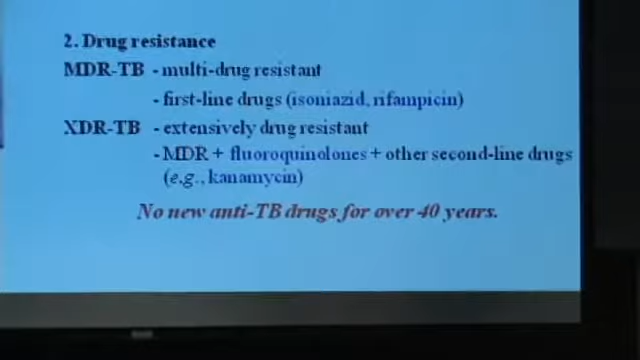 2. Drug resistance
MDR-TB - multi-drug resistant
- first-line drugs (isoniazid, rifampicin)
XDR-TB - extensively drug resistant
- MDR + fluoroquinolones + other second-line drugs
(e.g., kanamycin)
No new anti-TB drugs for over 40 years.